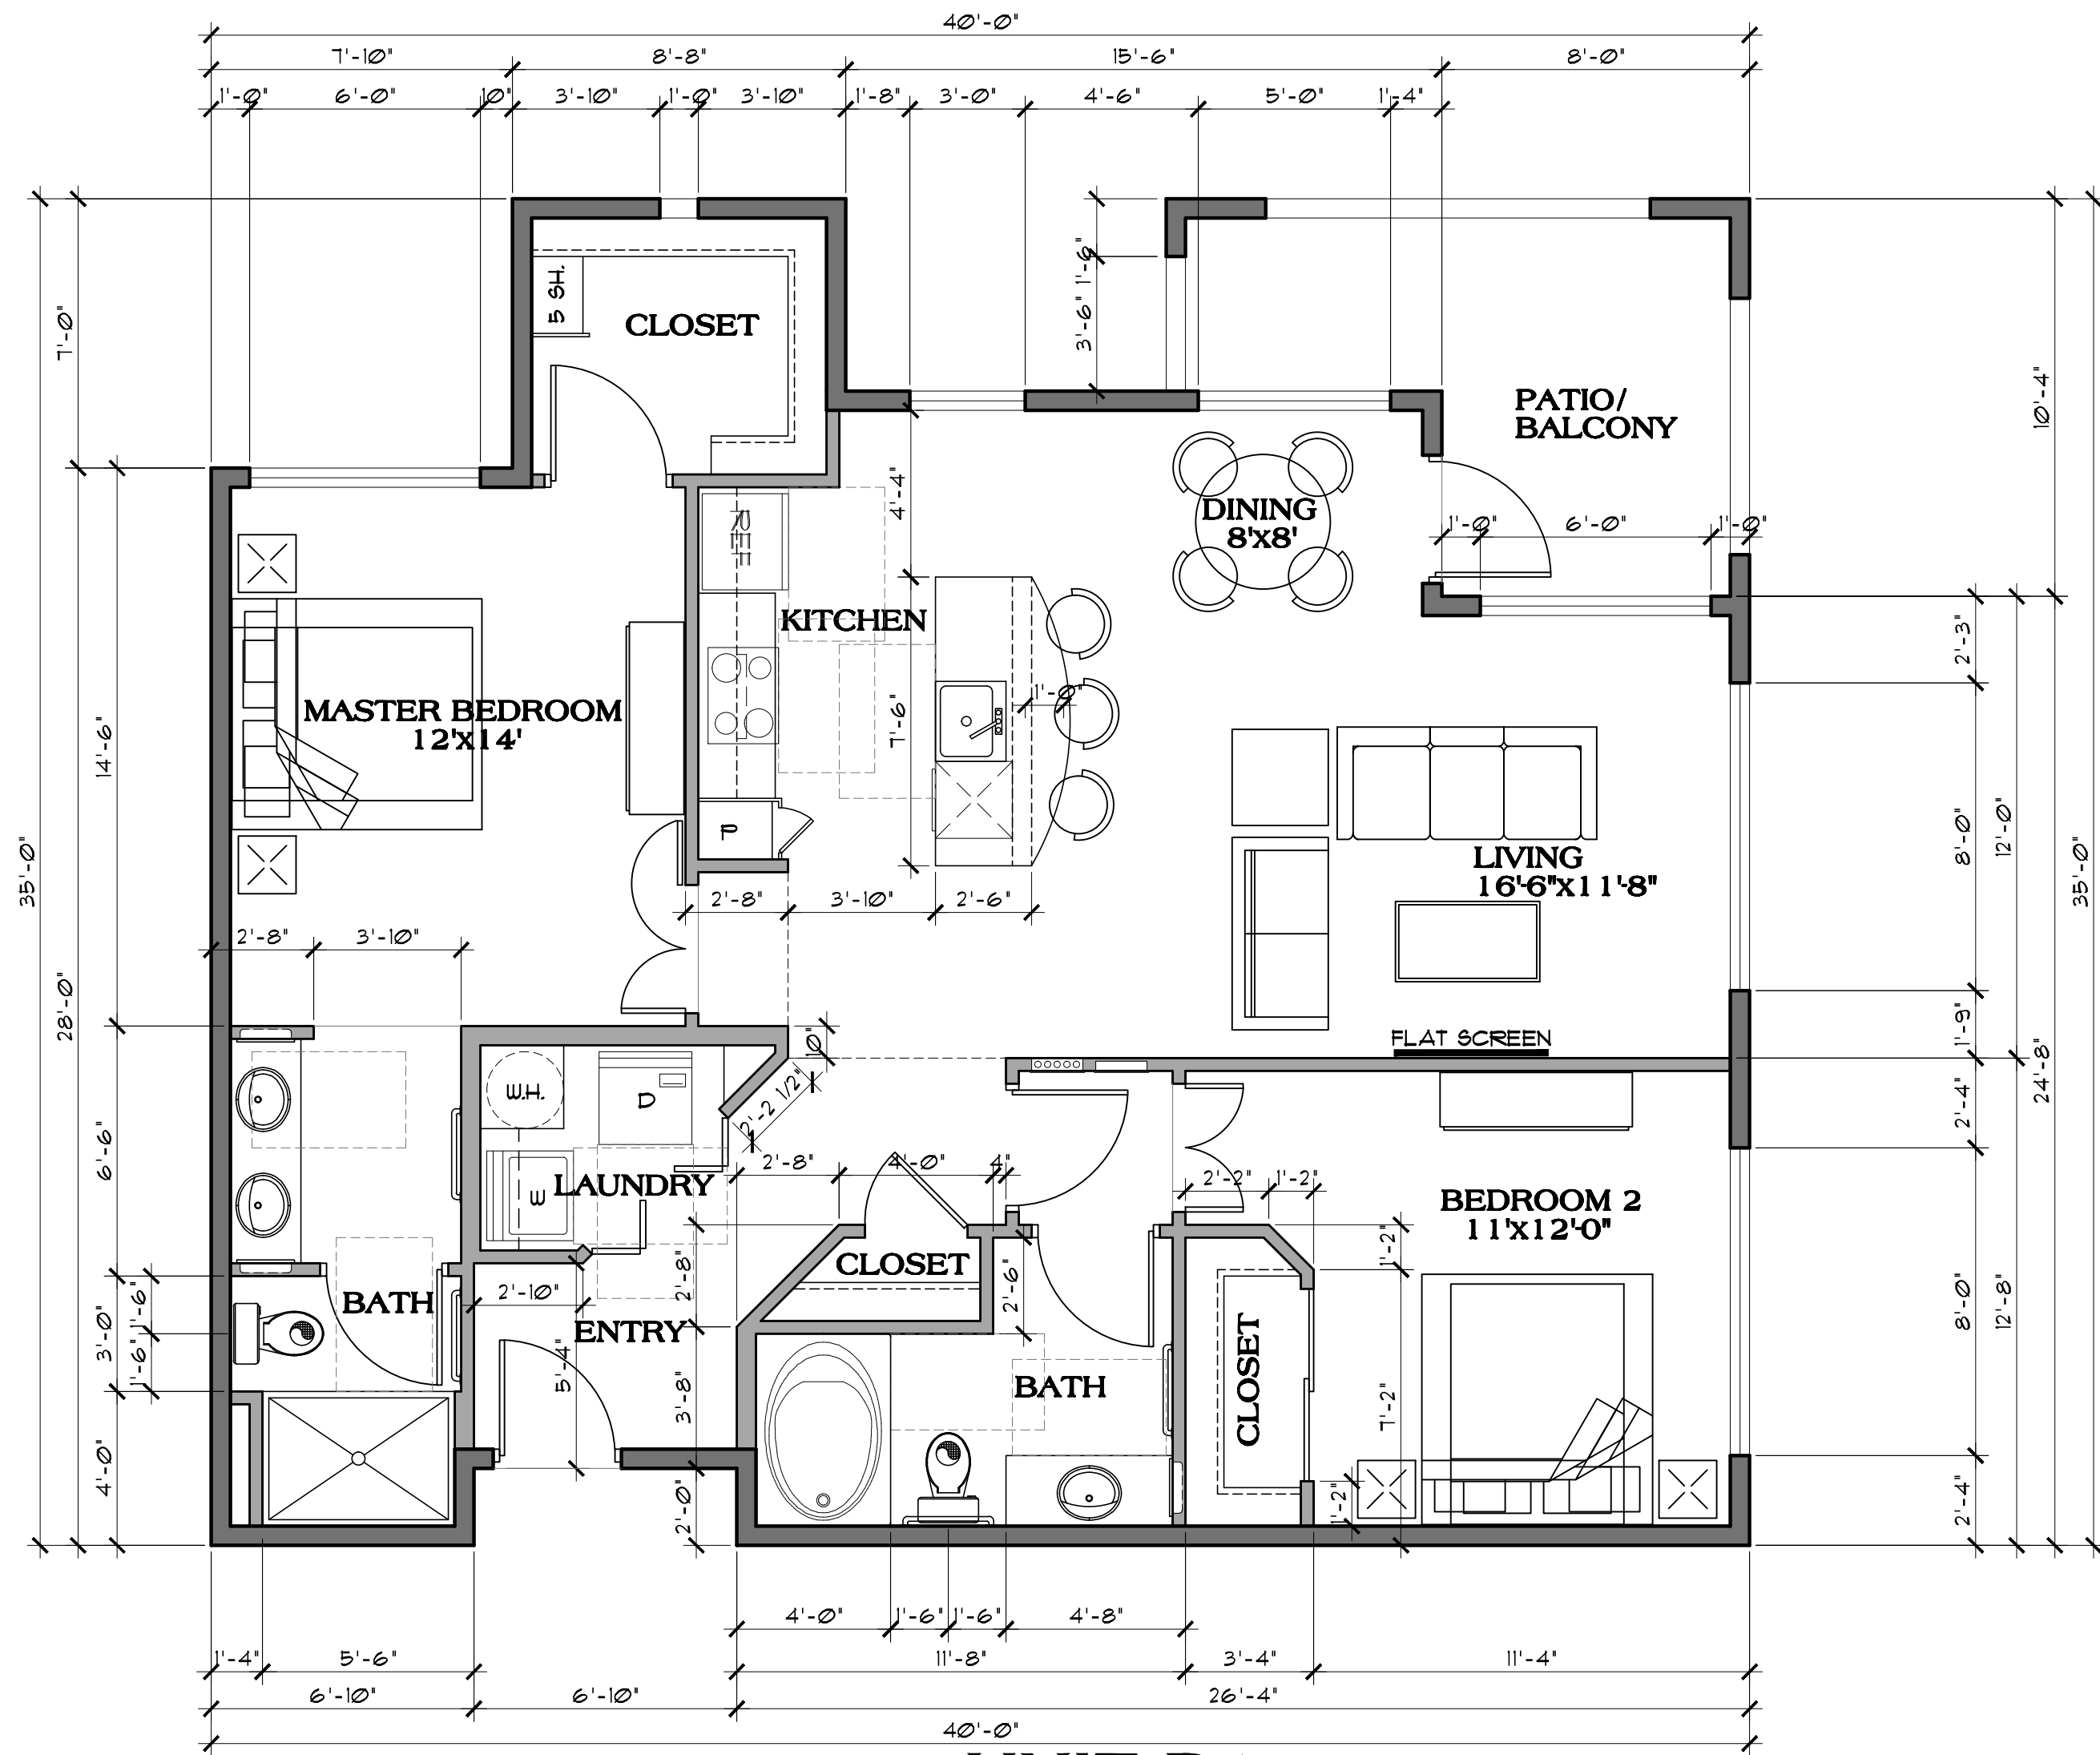 40'-0"
7'-10" 8'-8" 15'-6" 8'-0"
1'-0" 6'-0" 10" 3'-10" 1'-0" 3'-10" 1'-8" 3'-0" 4'-6" 5'-0" 1'-4"
7'-0"
5 SH.
CLOSET
3'-6" 1'-6"
PATIO/
BALCONY
10'-4"
4'-4"
DINING
8'X8'
1'-0" 6'-0" 1'-0"
KITCHEN
2'-3"
MASTER BEDROOM
12'X14'
14'-6"
7'-6"
1'-0"
P
LIVING
16'-6"X11'-8"
8'-0"
12'-0"
35'-0"
35'-0"
2'-8" 3'-10" 2'-6"
2'-8" 3'-10"
28'-0"
FLAT SCREEN
10"
1'-9"
24'-8"
W.H.
D
2'-2 1/2"
2'-4"
6'-6"
2'-8" 4'-0" 4"
2'-2" 1'-2"
W
LAUNDRY
BEDROOM 2
11'X12'-0"
1'-2"
CLOSET
2'-8"
2'-6"
2'-10"
BATH
ENTRY
3'-0"
1'-6"
1'-6"
5'-4"
8'-0"
12'-8"
BATH
CLOSET
7'-2"
3'-8"
4'-0"
2'-0"
1'-2"
2'-4"
4'-0" 1'-6" 1'-6" 4'-8"
1'-4" 5'-6" 11'-8" 3'-4" 11'-4"
6'-10" 6'-10" 26'-4"
40'-0"